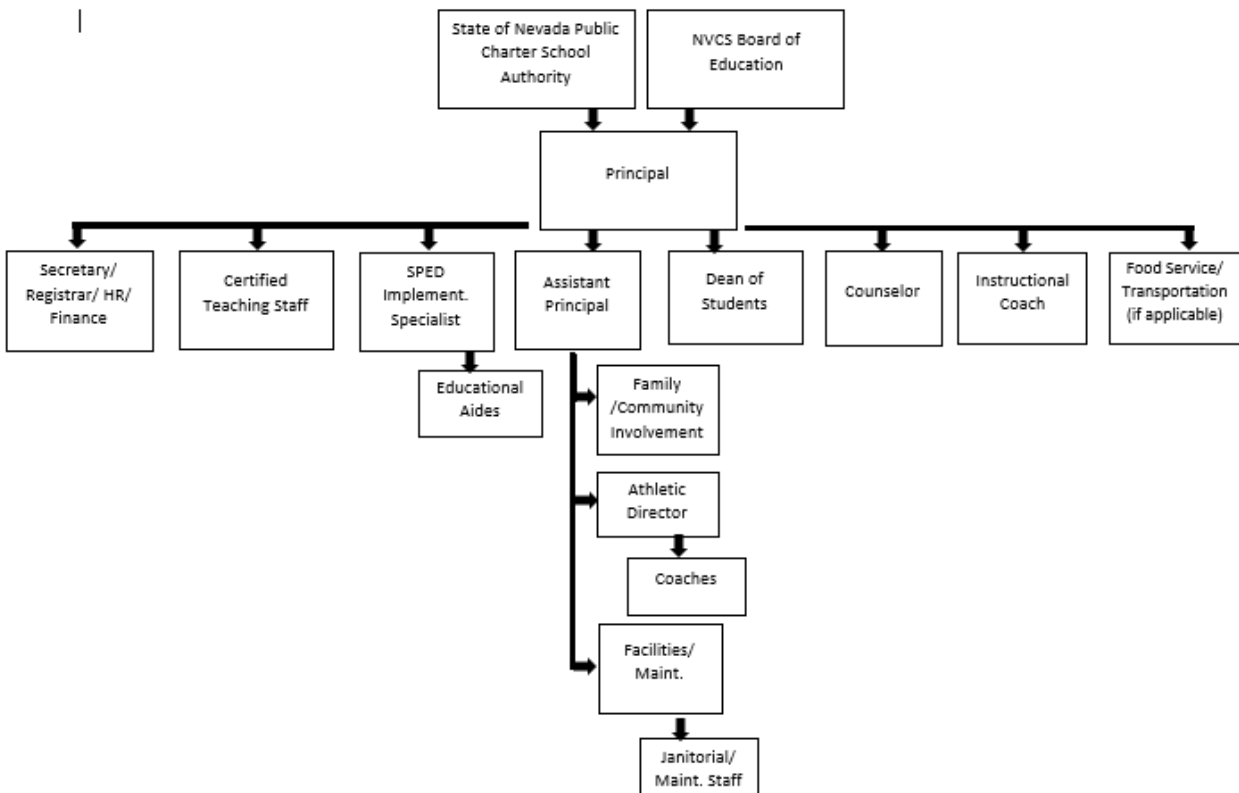 State of Nevada Public
Charter School
Authority
NVCS Board of
Education
Principal
Secretary/
Registrar/ HR/
Finance
Certified
Teaching Staff
SPED
Implement.
Specialist
Assistant
Principal
Dean of
Students
Counselor
Instructional
Coach
Food Service/
Transportation
(if applicable)
Educational
Aides
Family
/Community
Involvement
Athletic
Director
Coaches
Facilities/
Maint.
Janitorial/
Maint. Staff